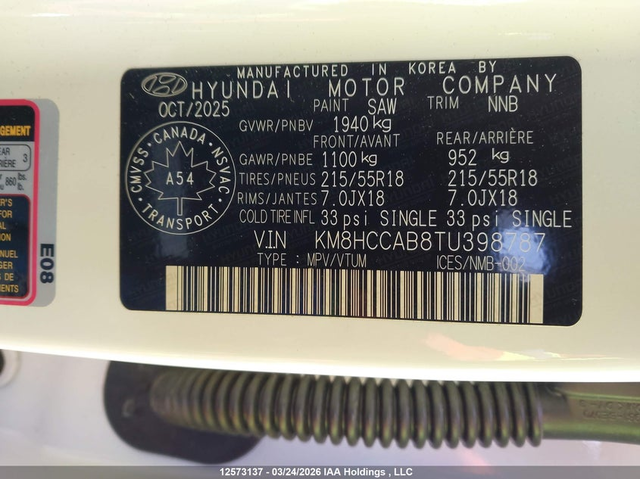 MANUFACTURED IN KOREA BY
HYUNDAI MOTOR COMPANY
OCT/2025 PAINT SAW TRIM NNB
GVWR/PNBV 1940 kg
FRONT/AVANT REAR/ARRIÈRE
GAWR/PNBE 1100 kg 952 kg
TIRES/PNEUS 215/55R18 215/55R18
RIMS/JANTES 7.0JX18 7.0JX18
COLD TIRE INFL 33 psi SINGLE 33 psi SINGLE
V.I.N KM8HCCAB8TU398787
TYPE : MPV/VTUM ICES/NMB-002
CMVSS • CANADA • NSVAC
A54
TRANSPORT
E08
3
860 lbs.
12573137 - 03/24/2026 IAA Holdings , LLC